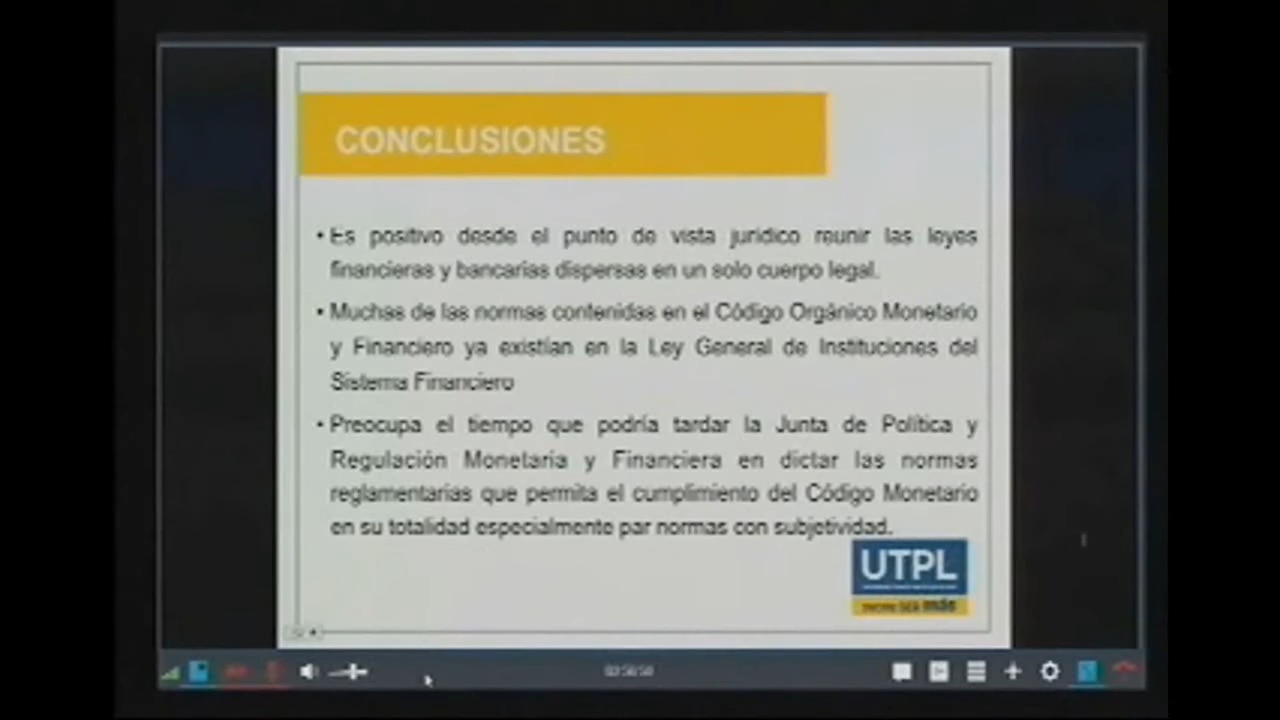 CONCLUSIONES
• Es positivo desde el punto de vista jurídico reunir las leyes
financieras y bancarias dispersas en un solo cuerpo legal.
• Muchas de las normas contenidas en el Código Orgánico Monetario
y Financiero ya existían en la Ley General de Instituciones del
Sistema Financiero
• Preocupa el tiempo que podría tardar la Junta de Política y
Regulación Monetaria y Financiera en dictar las normas
reglamentarias que permita el cumplimiento del Código Monetario
en su totalidad especialmente par normas con subjetividad.
UTPL
más